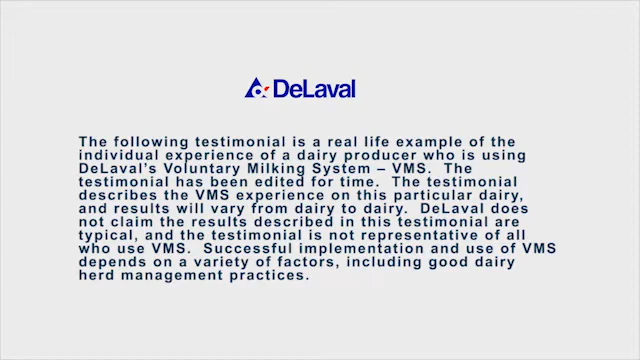 DeLaval
The following testimonial is a real life example of the
individual experience of a dairy producer who is using
DeLaval's Voluntary Milking System – VMS. The
testimonial has been edited for time. The testimonial
describes the VMS experience on this particular dairy,
and results will vary from dairy to dairy. DeLaval does
not claim the results described in this testimonial are
typical, and the testimonial is not representative of all
who use VMS. Successful implementation and use of VMS
depends on a variety of factors, including good dairy
herd management practices.